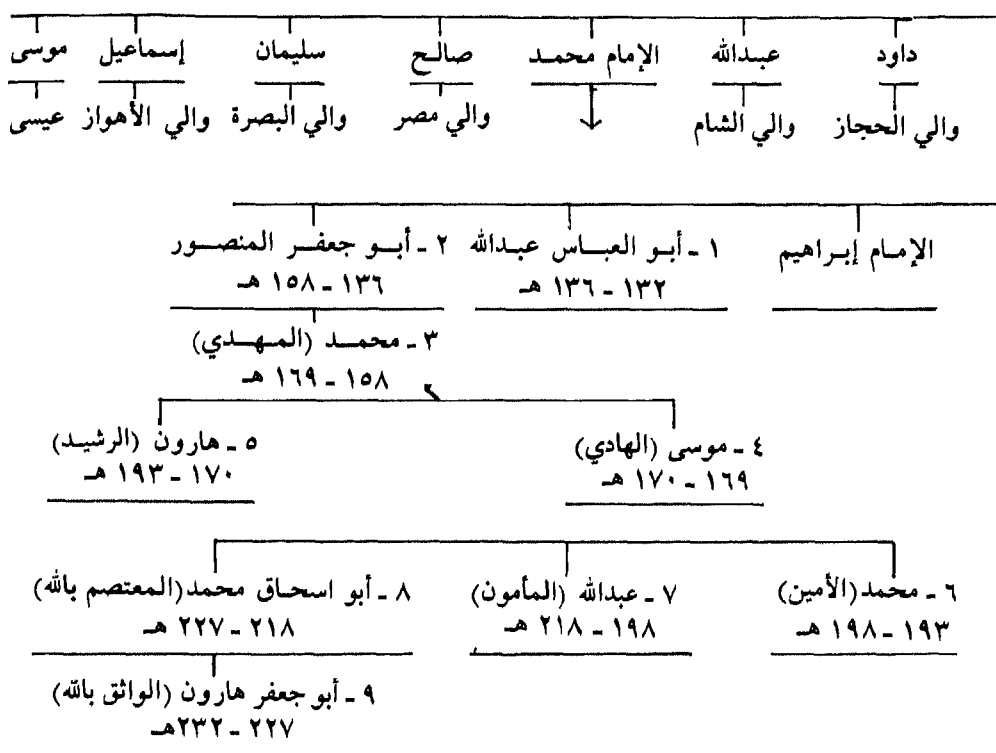 داود عبدالله الإمام محمد صالح سليمان إسماعيل موسى
والي الحجاز والي الشام والي مصر والي البصرة والي الأهواز عيسى
الإمام إبراهيم ١ ـ أبو العباس عبدالله ٢ ـ أبو جعفر المنصور
١٣٢ ـ ١٣٦ هـ ١٣٦ ـ ١٥٨ هـ
٣ ـ محمد (المهدي)
١٥٨ ـ ١٦٩ هـ
٤ ـ موسى (الهادي) ٥ ـ هارون (الرشيد)
١٦٩ ـ ١٧٠ هـ ١٧٠ ـ ١٩٣ هـ
٦ ـ محمد (الأمين) ٧ ـ عبدالله (المأمون) ٨ ـ أبو اسحاق محمد (المعتصم بالله)
١٩٣ ـ ١٩٨ هـ ١٩٨ ـ ٢١٨ هـ ٢١٨ ـ ٢٢٧ هـ
٩ ـ أبو جعفر هارون (الواثق بالله)
٢٢٧ ـ ٢٣٢هـ